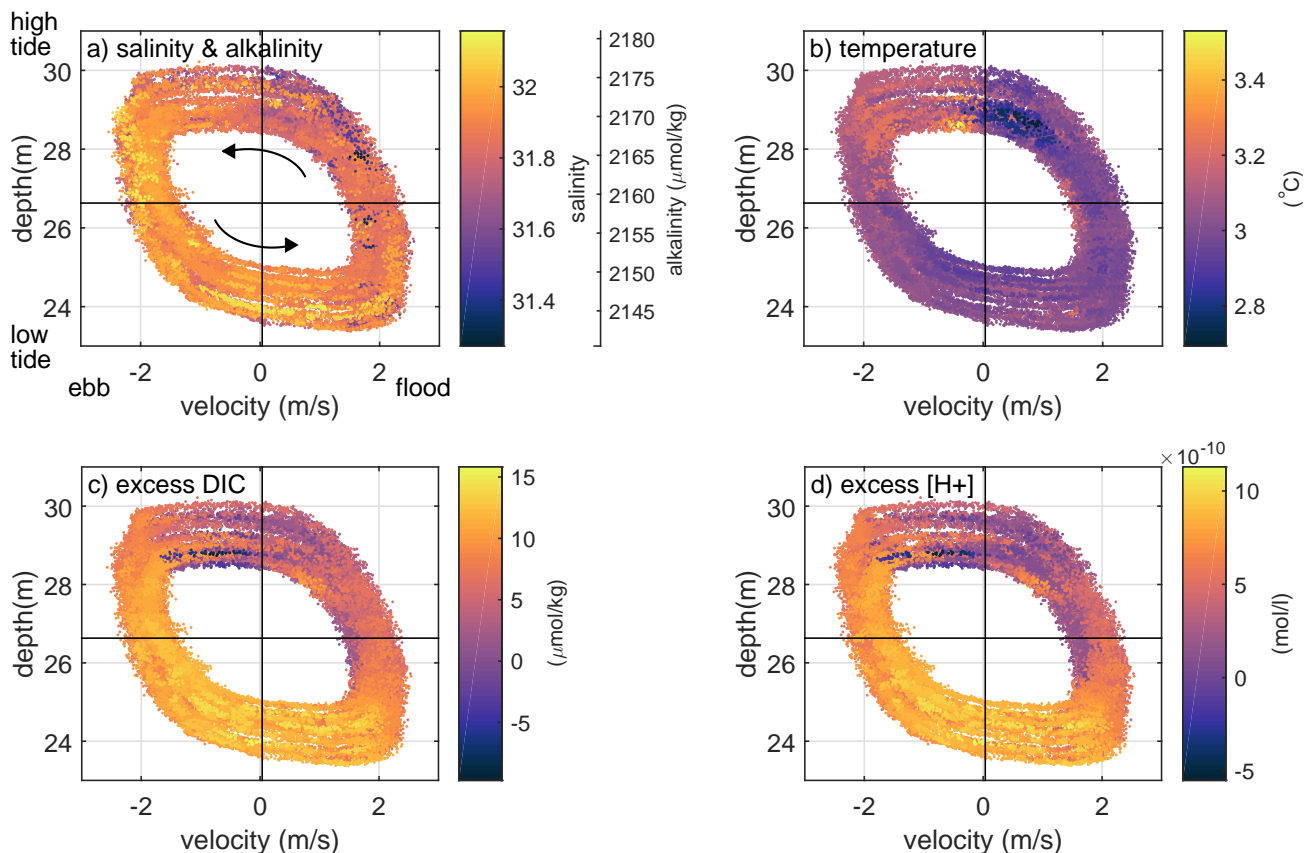 high
tide
a) salinity & alkalinity
30
28
26
24
depth(m)
low
tide
-2
0
2
ebb
flood
velocity (m/s)
32
31.8
31.6
31.4
salinity
2180
2175
2170
2165
2160
2155
2150
2145
alkalinity (μmol/kg)
b) temperature
30
28
26
24
depth(m)
-2
0
2
velocity (m/s)
3.4
3.2
3
2.8
(°C)
c) excess DIC
30
28
26
24
depth(m)
-2
0
2
velocity (m/s)
15
10
5
0
-5
(μmol/kg)
d) excess [H+]
30
28
26
24
depth(m)
-2
0
2
velocity (m/s)
×10⁻¹⁰
10
5
0
-5
(mol/l)